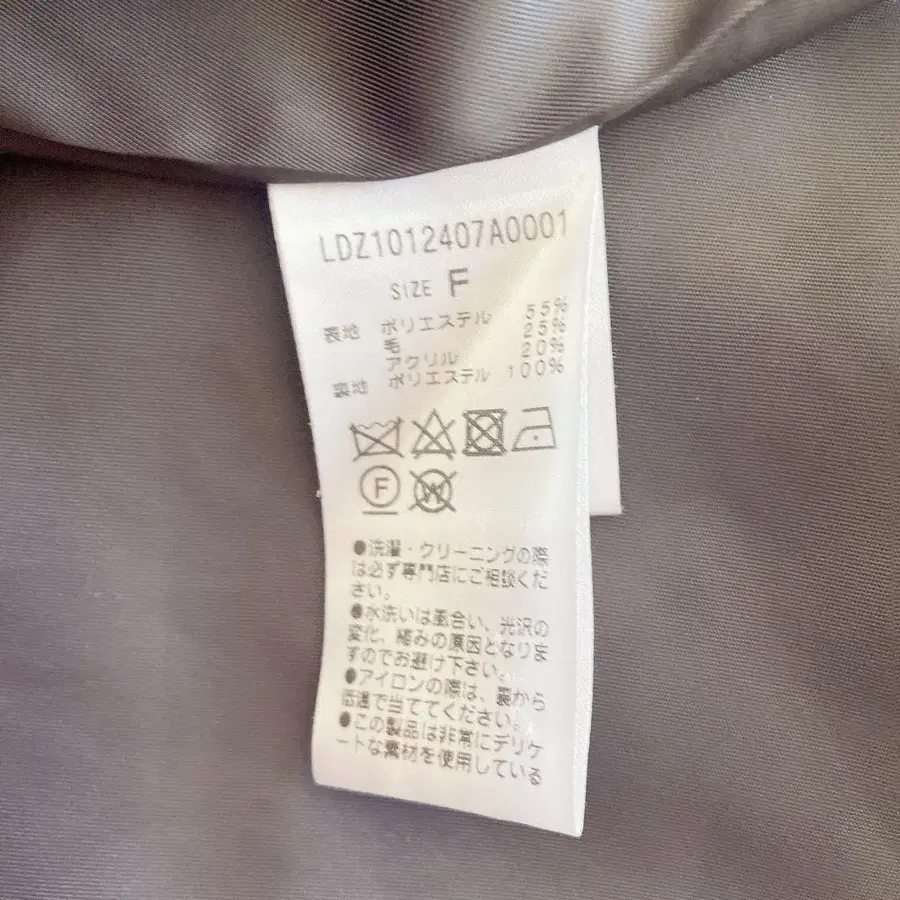 LDZ1012407A0001
SIZE F
表地 ポリエステル 55%
毛 25%
アクリル 20%
裏地 ポリエステル 100%
F W
●洗濯・クリーニングの際
は必ず専門店にご相談くだ
さい。
●水洗いは風合い、光沢の
変化、縮みの原因となりま
すのでお避け下さい。
●アイロンの際は、裏から
低温で当ててください。
●この製品は非常にデリケ
ートな素材を使用している